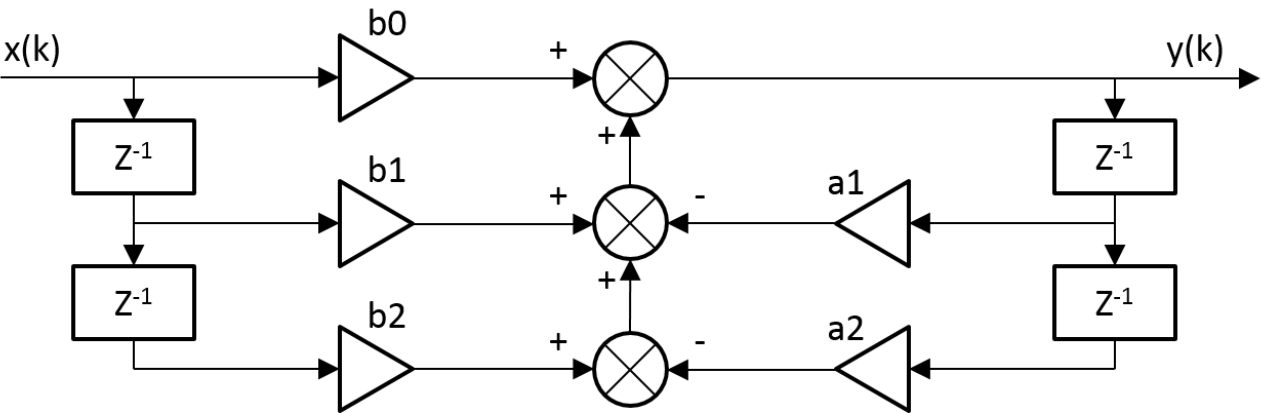 b0
x(k)
+
y(k)
Z-1
+
Z-1
b1
a1
+
-
Z-1
+
Z-1
b2
a2
+
-